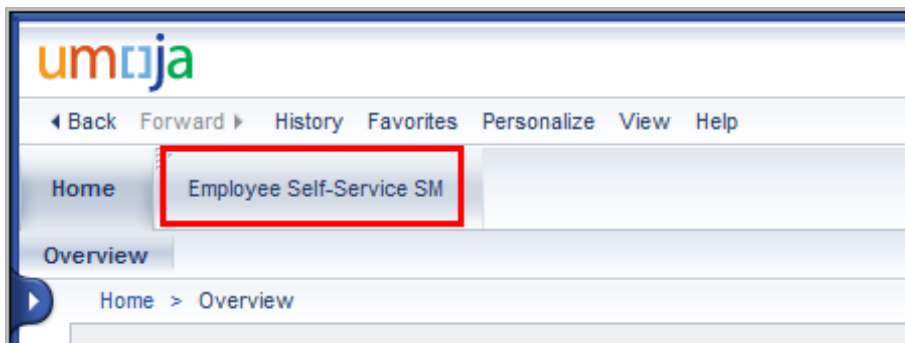 umoja
Back Forward History Favorites Personalize View Help
Home Employee Self-Service SM
Overview
Home > Overview